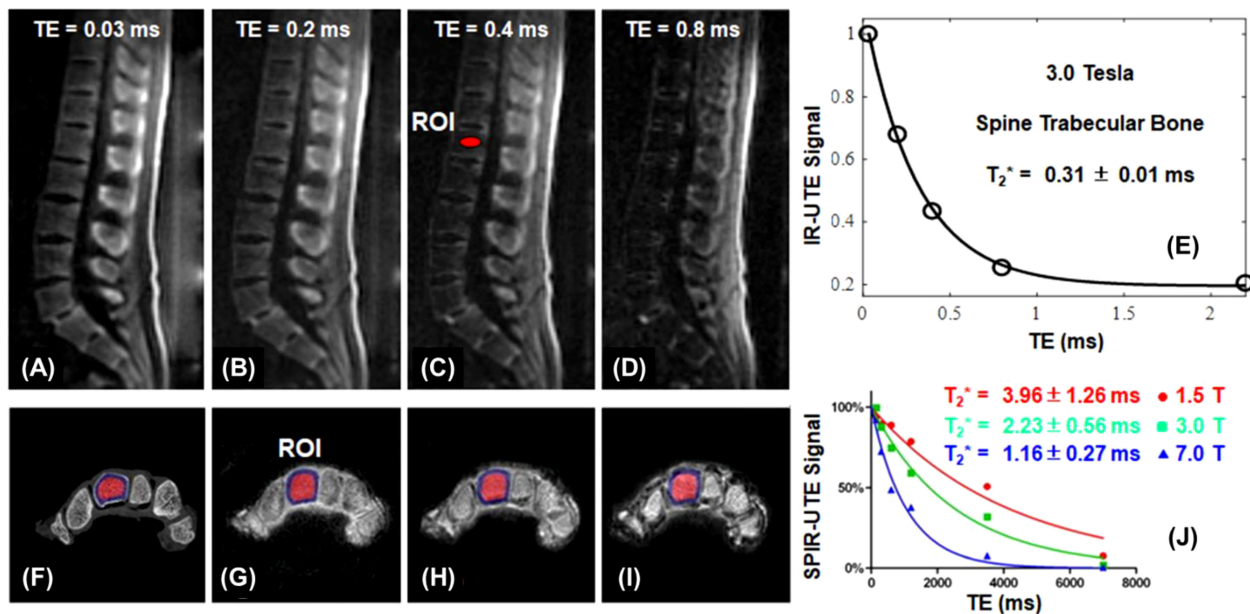 TE = 0.03 ms
TE = 0.2 ms
TE = 0.4 ms
TE = 0.8 ms
ROI
(A)
(B)
(C)
(D)
1
0.8
0.6
0.4
0.2
IR-UTE Signal
3.0 Tesla
Spine Trabecular Bone
T2* = 0.31 ± 0.01 ms
(E)
0
0.5
1
1.5
2
TE (ms)
ROI
(F)
(G)
(H)
(I)
T2* = 3.96 ± 1.26 ms 1.5 T
T2* = 2.23 ± 0.56 ms 3.0 T
T2* = 1.16 ± 0.27 ms 7.0 T
100%
50%
0%
SPIR-UTE Signal
(J)
0
2000
4000
6000
8000
TE (ms)